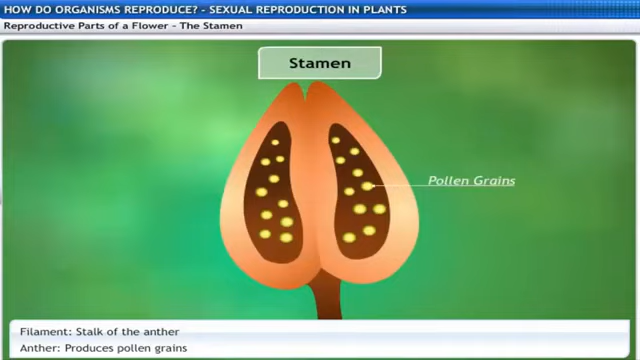 HOW DO ORGANISMS REPRODUCE? - SEXUAL REPRODUCTION IN PLANTS
Reproductive Parts of a Flower - The Stamen
Stamen
Pollen Grains
Filament: Stalk of the anther
Anther: Produces pollen grains